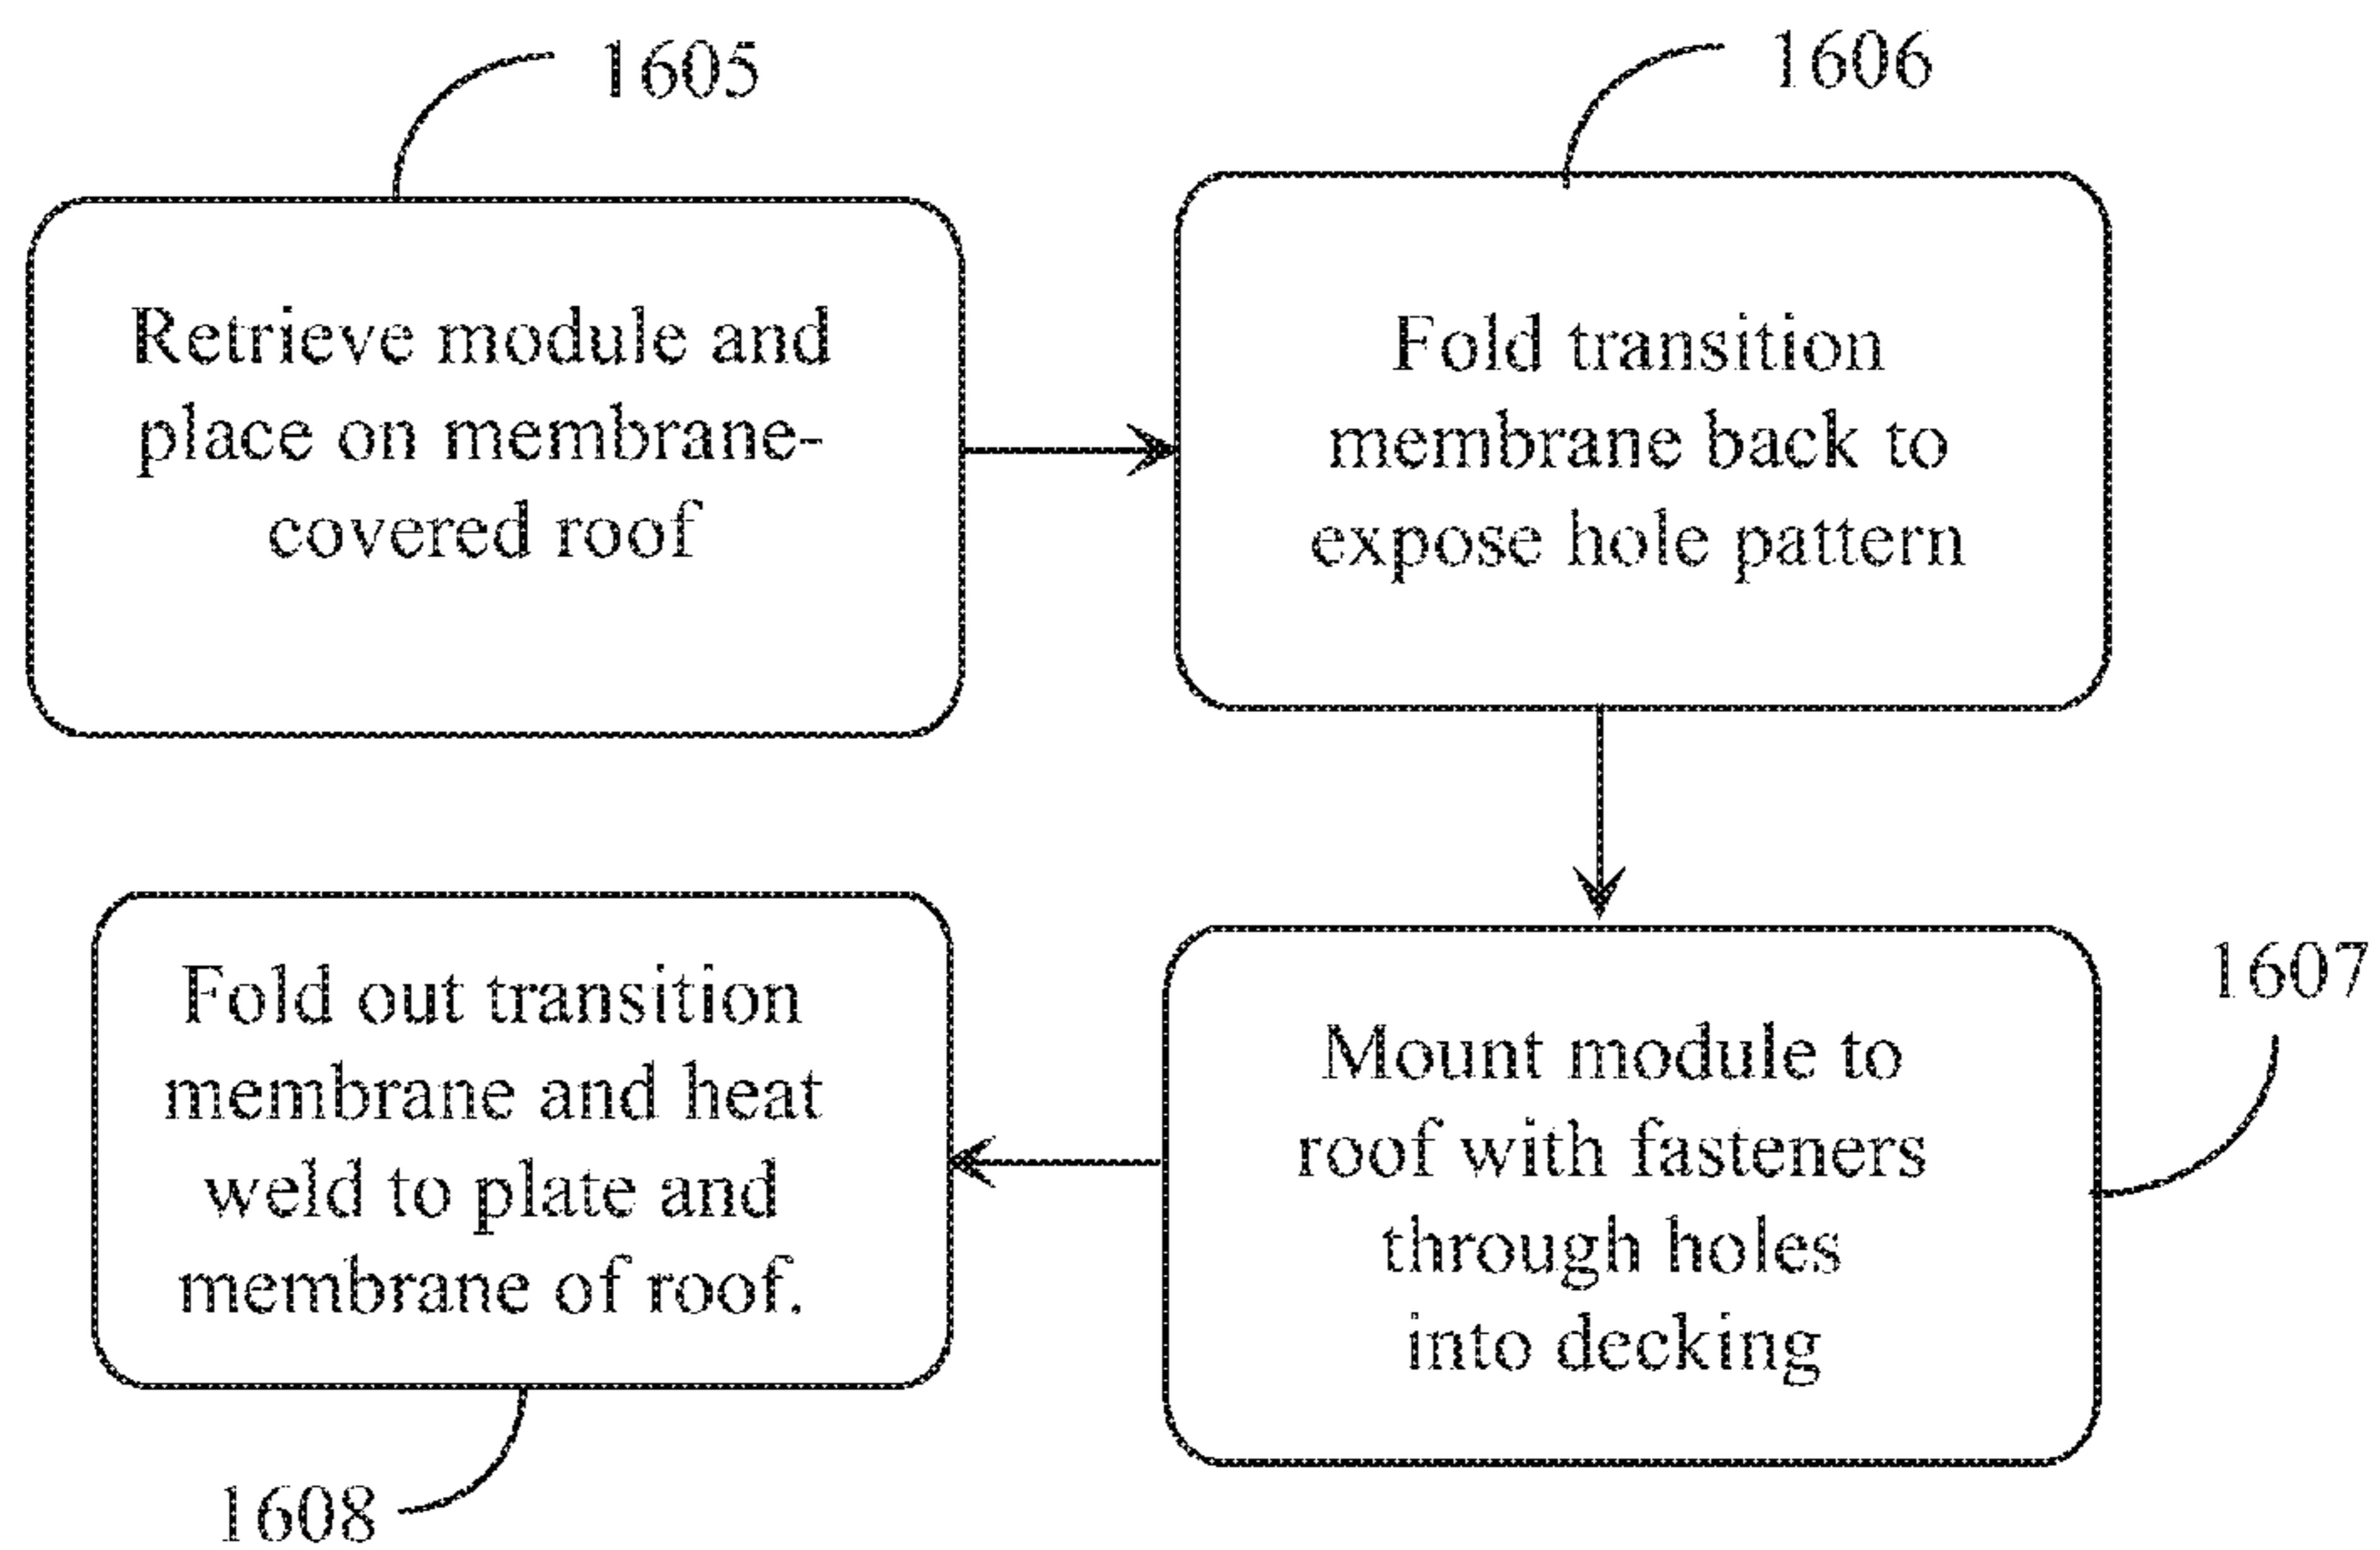 1605
Retrieve module and
place on membrane-
covered roof
1606
Fold transition
membrane back to
expose hole pattern
1607
Mount module to
roof with fasteners
through holes
into decking
Fold out transition
membrane and heat
weld to plate and
membrane of roof.
1608